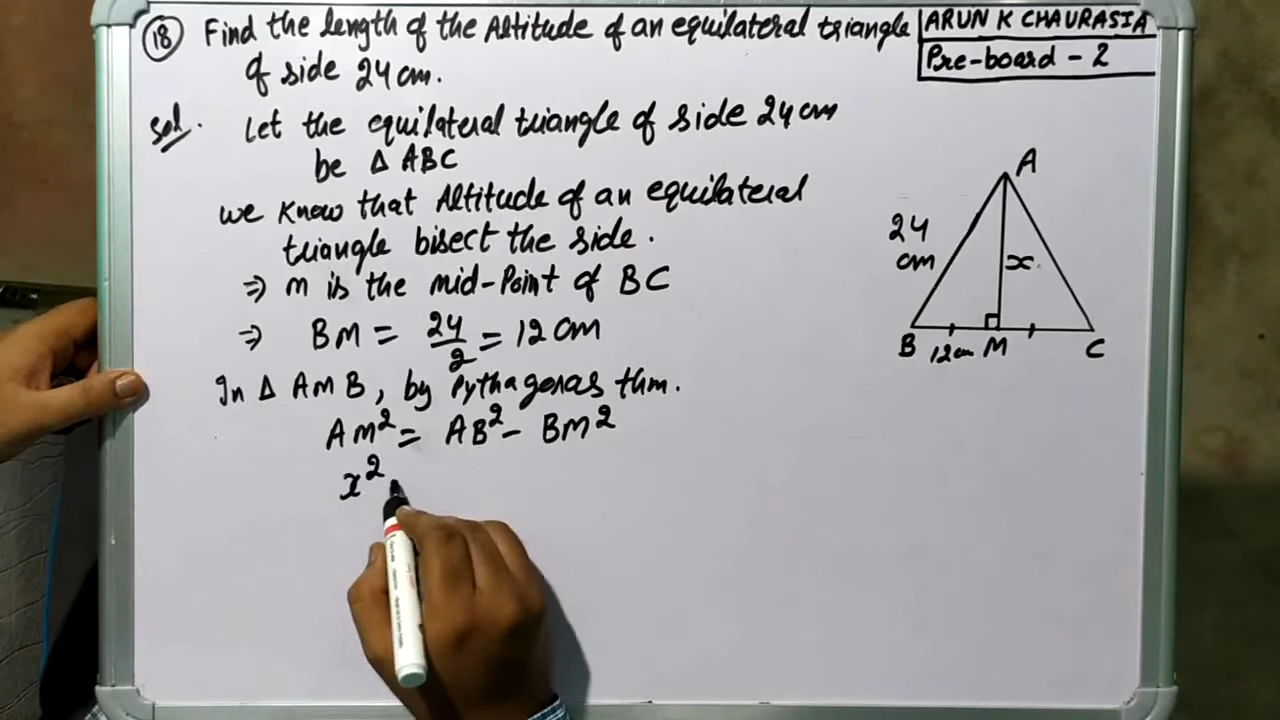 18 Find the length of the Altitude of an equilateral triangle
of side 24 cm.
ARUN K CHAURASIA
Pre-board - 2
Sol. Let the equilateral triangle of side 24 cm
be Δ ABC
we know that Altitude of an equilateral
triangle bisect the side.
⇒ M is the mid-Point of BC
⇒ BM = 24/2 = 12 cm
In Δ AMB, by Pythagoras thm.
AM² = AB² - BM²
x²
A
24
cm
x
B 12cm M C